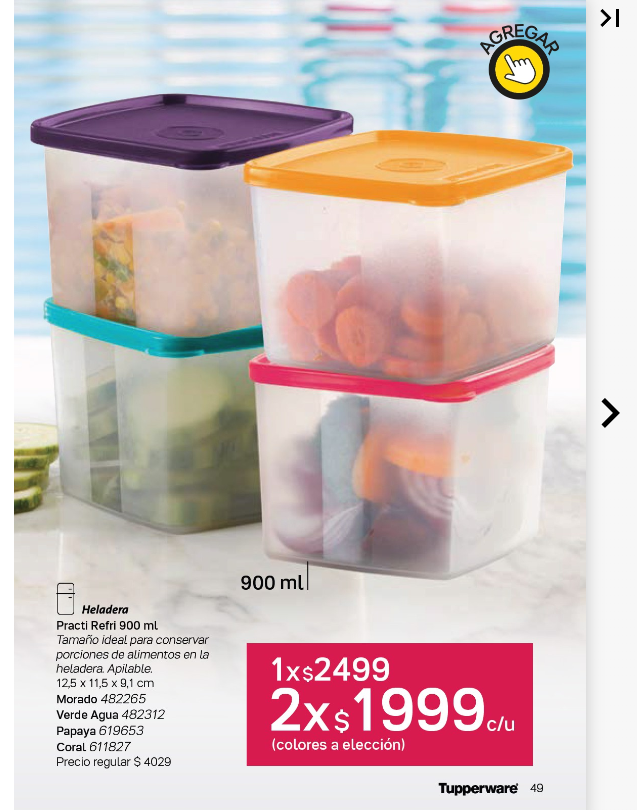 AGREGAR
900 ml
Heladera
Practi Refri 900 ml
Tamaño ideal para conservar
porciones de alimentos en la
heladera. Apilable.
12,5 x 11,5 x 9,1 cm
Morado 482265
Verde Agua 482312
Papaya 619653
Coral 611827
Precio regular $ 4029
1x$2499
2x$1999c/u
(colores a elección)
Tupperware 49